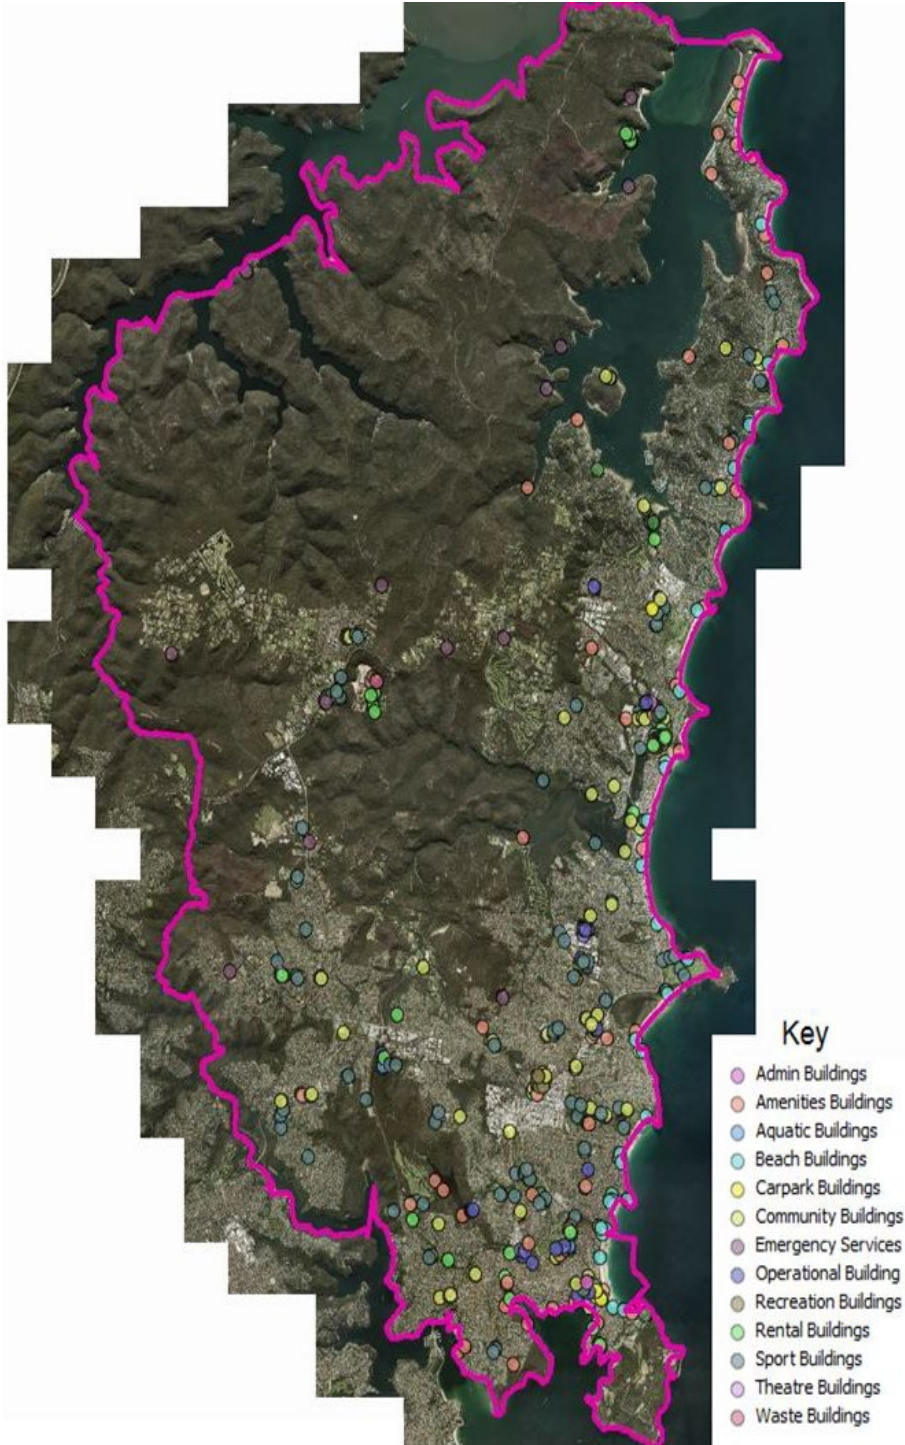 Key
Admin Buildings
Amenities Buildings
Aquatic Buildings
Beach Buildings
Carpark Buildings
Community Buildings
Emergency Services
Operational Building
Recreation Buildings
Rental Buildings
Sport Buildings
Theatre Buildings
Waste Buildings